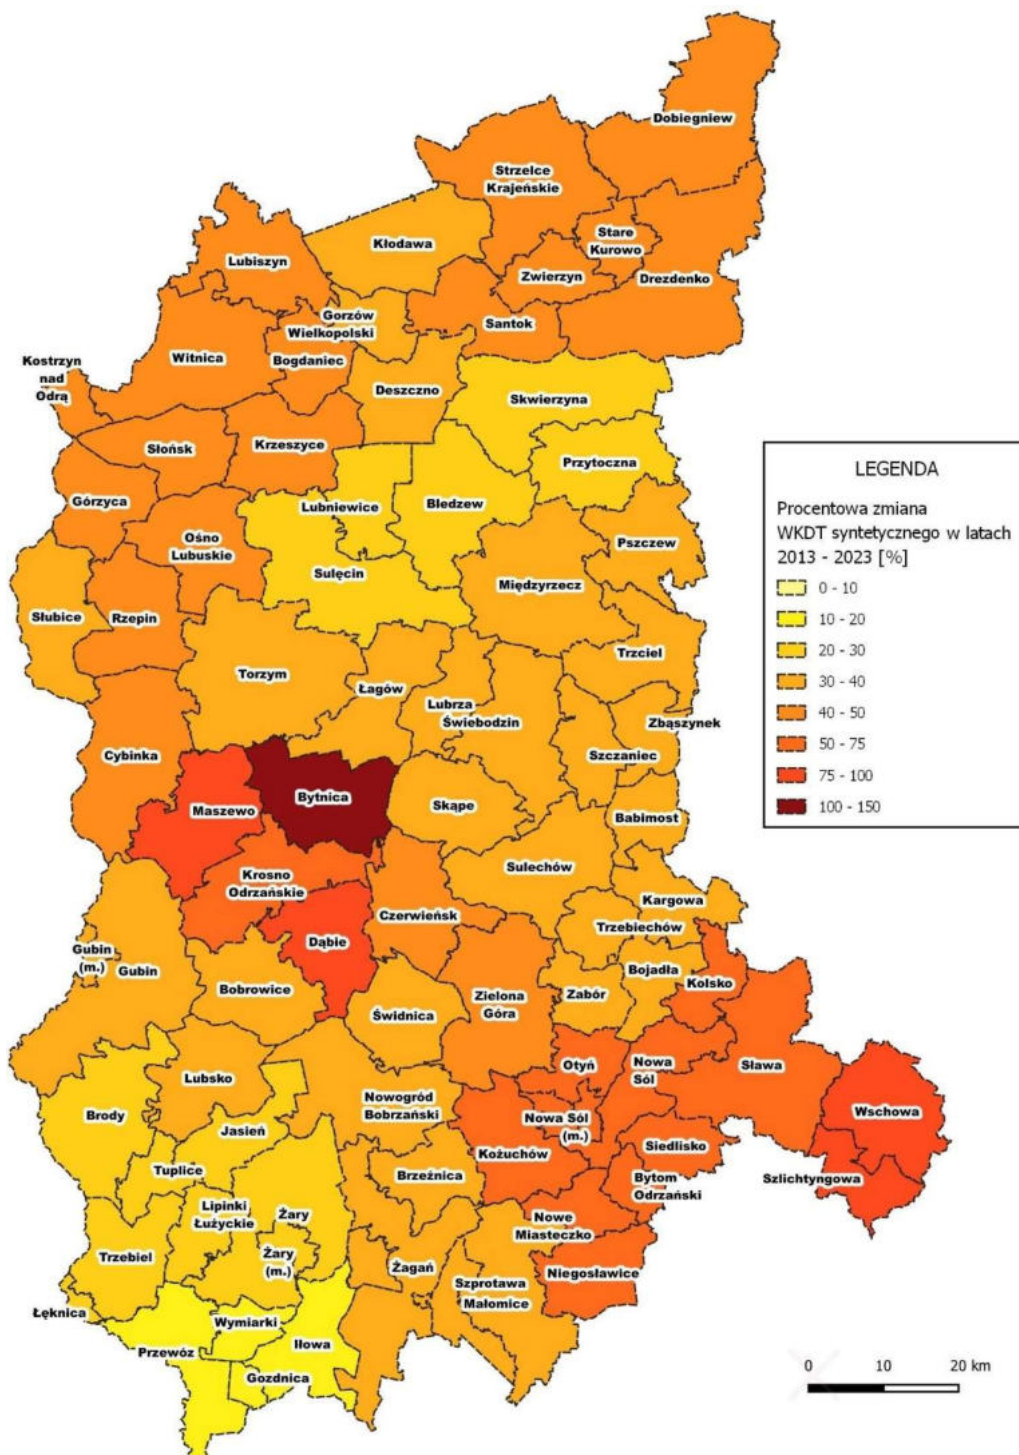 Dobiegniew
Strzelce
Krajeńskie
Stare
Kurowo
Kłodawa
Lubiszyn
Zwierzyn
Drezdenko
Gorzów
Wielkopolski
Santok
Witnica
Bogdaniec
Kostrzyn
nad
Odrą
Deszczno
Skwierzyna
Słońsk
Krzeszyce
Przytoczna
Górzyca
Lubniewice
Bledzew
Ośno
Lubuskie
Pszczew
Sulęcin
Międzyrzecz
Słubice
Rzepin
Trzciel
Torzym
Łagów
Lubrza
Świebodzin
Zbąszynek
Cybinka
Szczaniec
Bytnica
Skąpe
Maszewo
Babimost
Sulechów
Krosno
Odrzańskie
Kargowa
Czerwieńsk
Trzebiechów
Dąbie
Gubin
(m.)
Gubin
Bojadła
Kolsko
Bobrowice
Zielona
Góra
Zabór
Świdnica
Otyń
Nowa
Sól
Sława
Lubsko
Nowogród
Bobrzański
Brody
Wschowa
Jasień
Nowa Sól
(m.)
Siedlisko
Kożuchów
Tuplice
Brzeźnica
Bytom
Odrzański
Szlichtyngowa
Lipinki
Łużyckie
Żary
Nowe
Miasteczko
Trzebiel
Żary
(m.)
Żagań
Niegosławice
Szprotawa
Małomice
Łęknica
Wymiarki
Przewóz
Iłowa
Gozdnica
LEGENDA
Procentowa zmiana
WKDT syntetycznego w latach
2013 - 2023 [%]
0 - 10
10 - 20
20 - 30
30 - 40
40 - 50
50 - 75
75 - 100
100 - 150
0 10 20 km